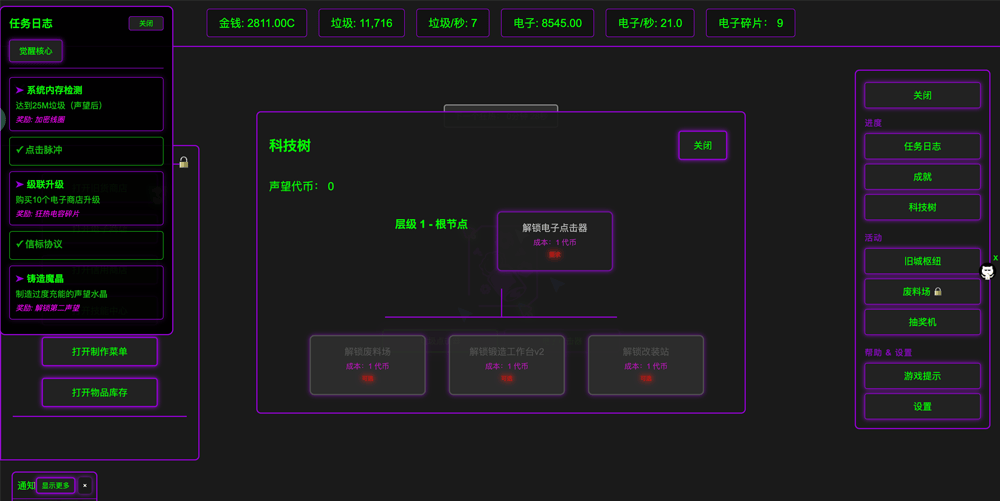 金钱: 2811.00C
垃圾: 11,716
垃圾/秒: 7
电子: 8545.00
电子/秒: 21.0
电子碎片： 9
任务日志
关闭
觉醒核心
➤ 系统内存检测
达到25M垃圾（声望后）
奖励: 加密线圈
✓ 点击脉冲
➤ 级联升级
购买10个电子商店升级
奖励: 狂热电容碎片
✓ 信标协议
➤ 铸造魔晶
制造过度充能的声望水晶
奖励: 解锁第二声望
打开制作菜单
打开物品库存
通知
显示更多
×
科技树
关闭
声望代币： 0
层级 1 - 根节点
解锁电子点击器
成本：1 代币
解锁废料场
成本：1 代币
解锁锻造工作台v2
成本：1 代币
解锁改装站
成本：1 代币
关闭
进度
任务日志
成就
科技树
活动
旧城枢纽
x
废料场
抽奖机
帮助 & 设置
游戏提示
设置